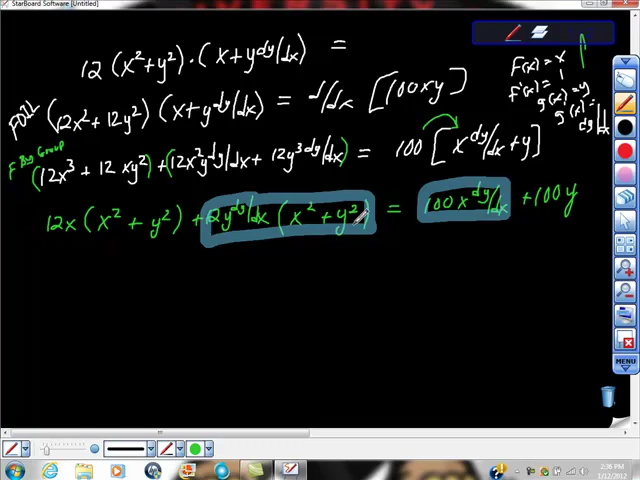 StarBoard Software [Untitled]
12 (x² + y²) · (x + y dy/dx) =
FOIL (12x² + 12y²) (x + y dy/dx) = d/dx [100xy]
F By Group (12x³ + 12xy²) + (12x²y dy/dx + 12y³ dy/dx) = 100 [x dy/dx + y]
12x (x² + y²) + 12y dy/dx (x² + y²) = 100x dy/dx + 100y
F(x) = x
F'(x) = 1
g(x) = y
g'(x) = dy/dx
MENU
2:36 PM
1/12/2012